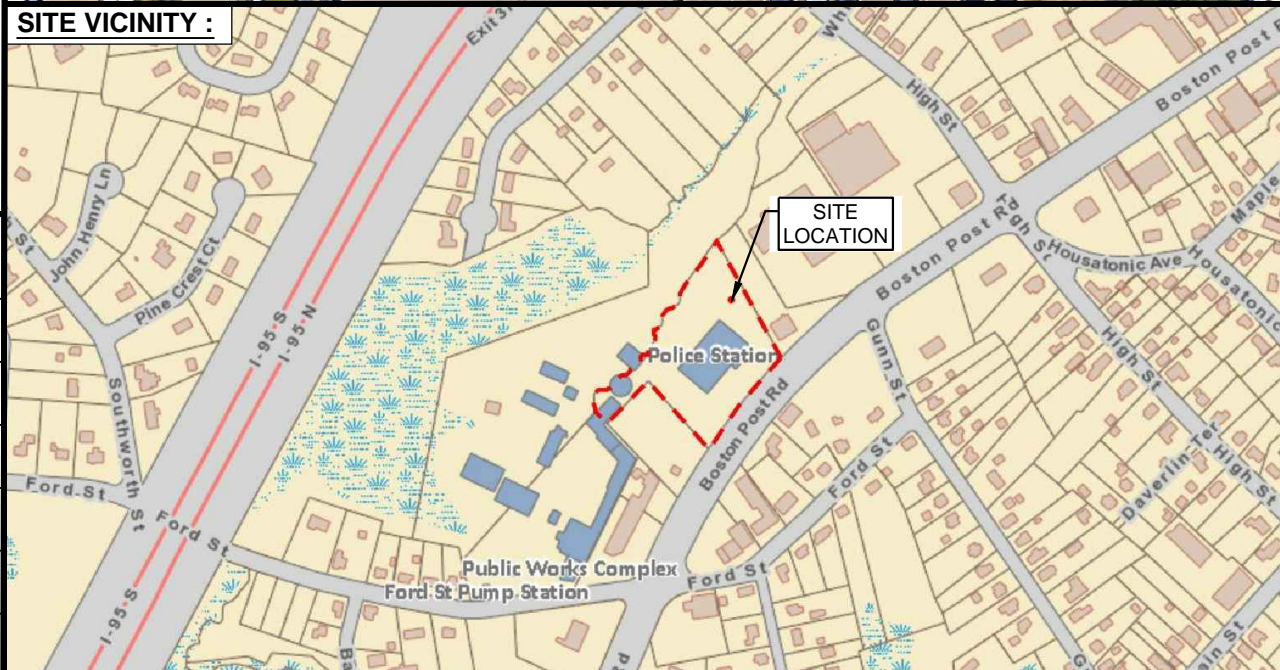 SITE VICINITY :
Exit 3
Wh
High St
Boston Post R
Boston Post Rd
High St
Housatonic Ave
Maple
Housatonic
John Henry Ln
Pine Crest Ct
I-95 S
I-95 N
SITE
LOCATION
Police Station
Gunn St
High St
Southworth St
Boston Post Rd
Ford St
Daverlin Ter
High St
Ford St
Ford St
Public Works Complex
Ford St Pump Station
Ford St
I-95 S